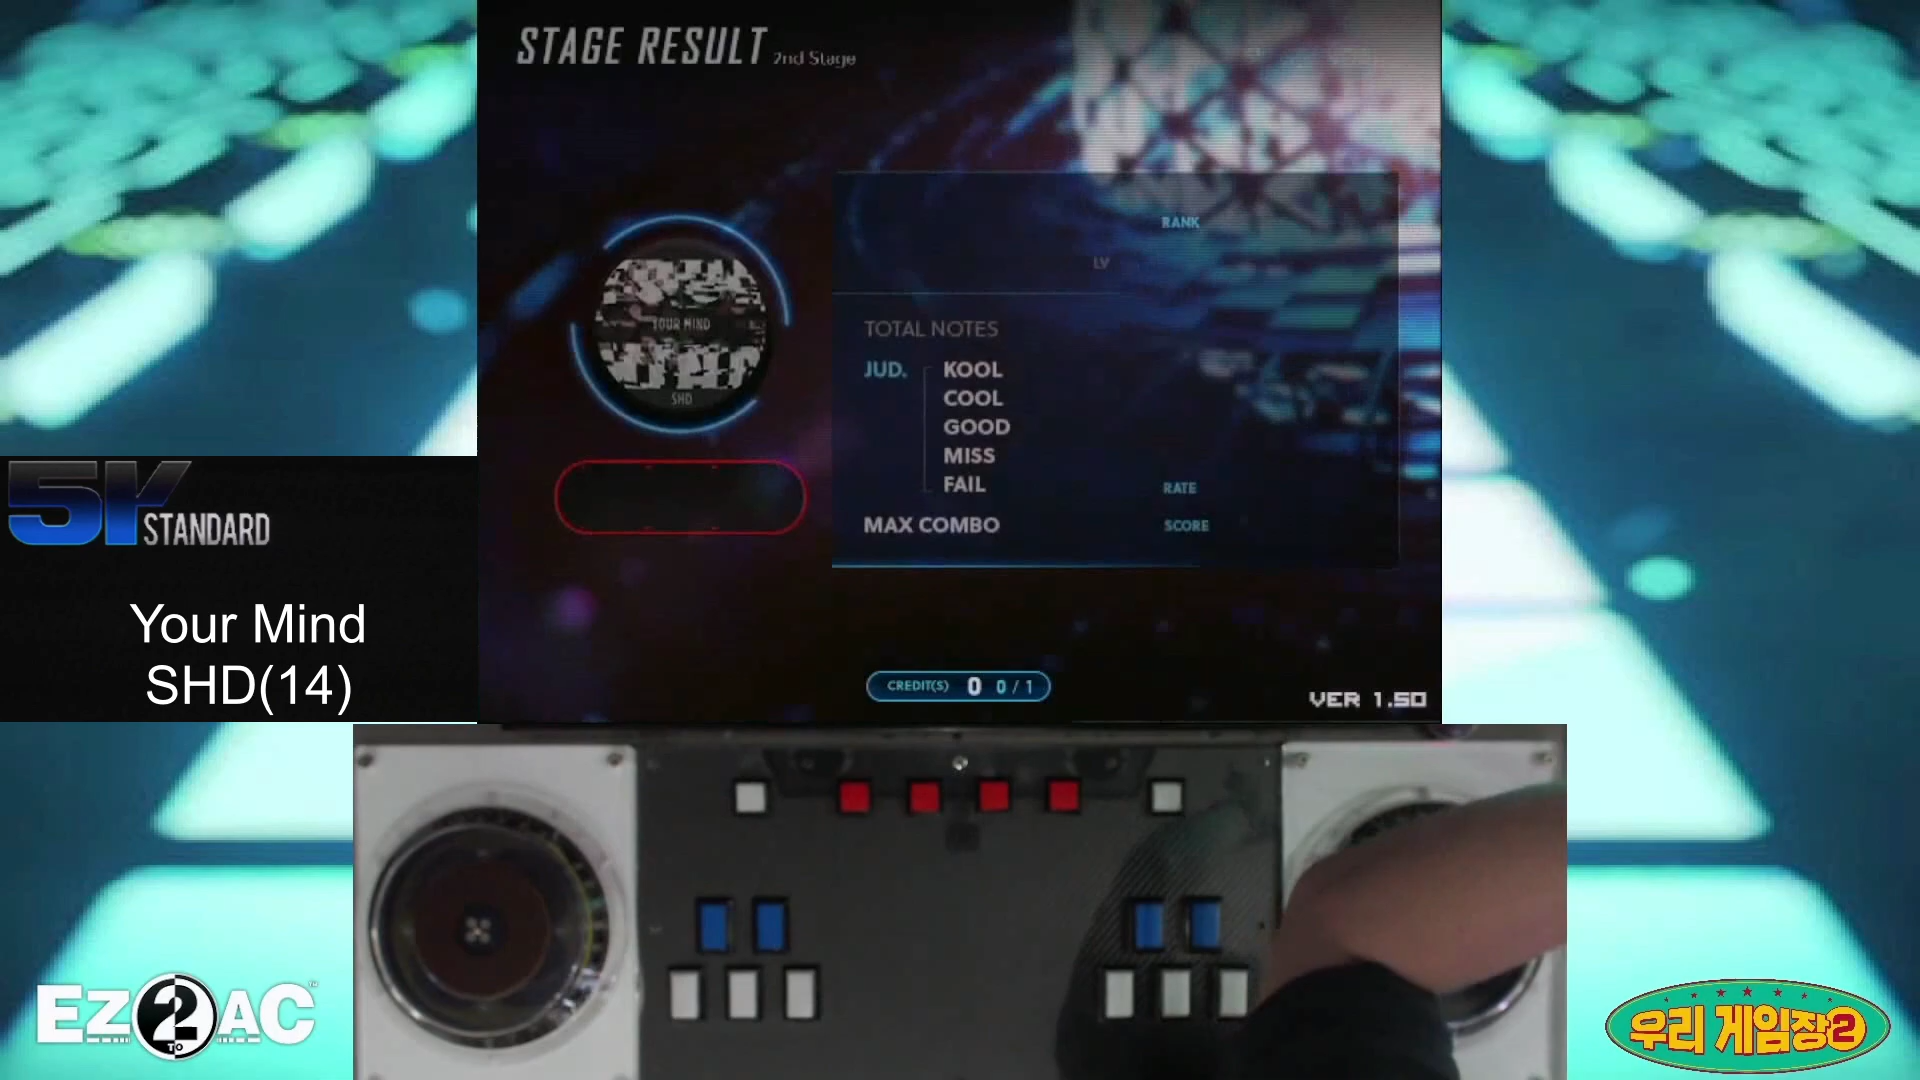 STAGE RESULT 2nd Stage
RANK
LV
YOUR MIND
SHD
TOTAL NOTES
JUD. KOOL
COOL
GOOD
MISS
FAIL
RATE
MAX COMBO
SCORE
CREDIT(S) 0 0 / 1
VER 1.50
5K STANDARD
Your Mind
SHD(14)
Ez2AC™
TO
우리 게임장2